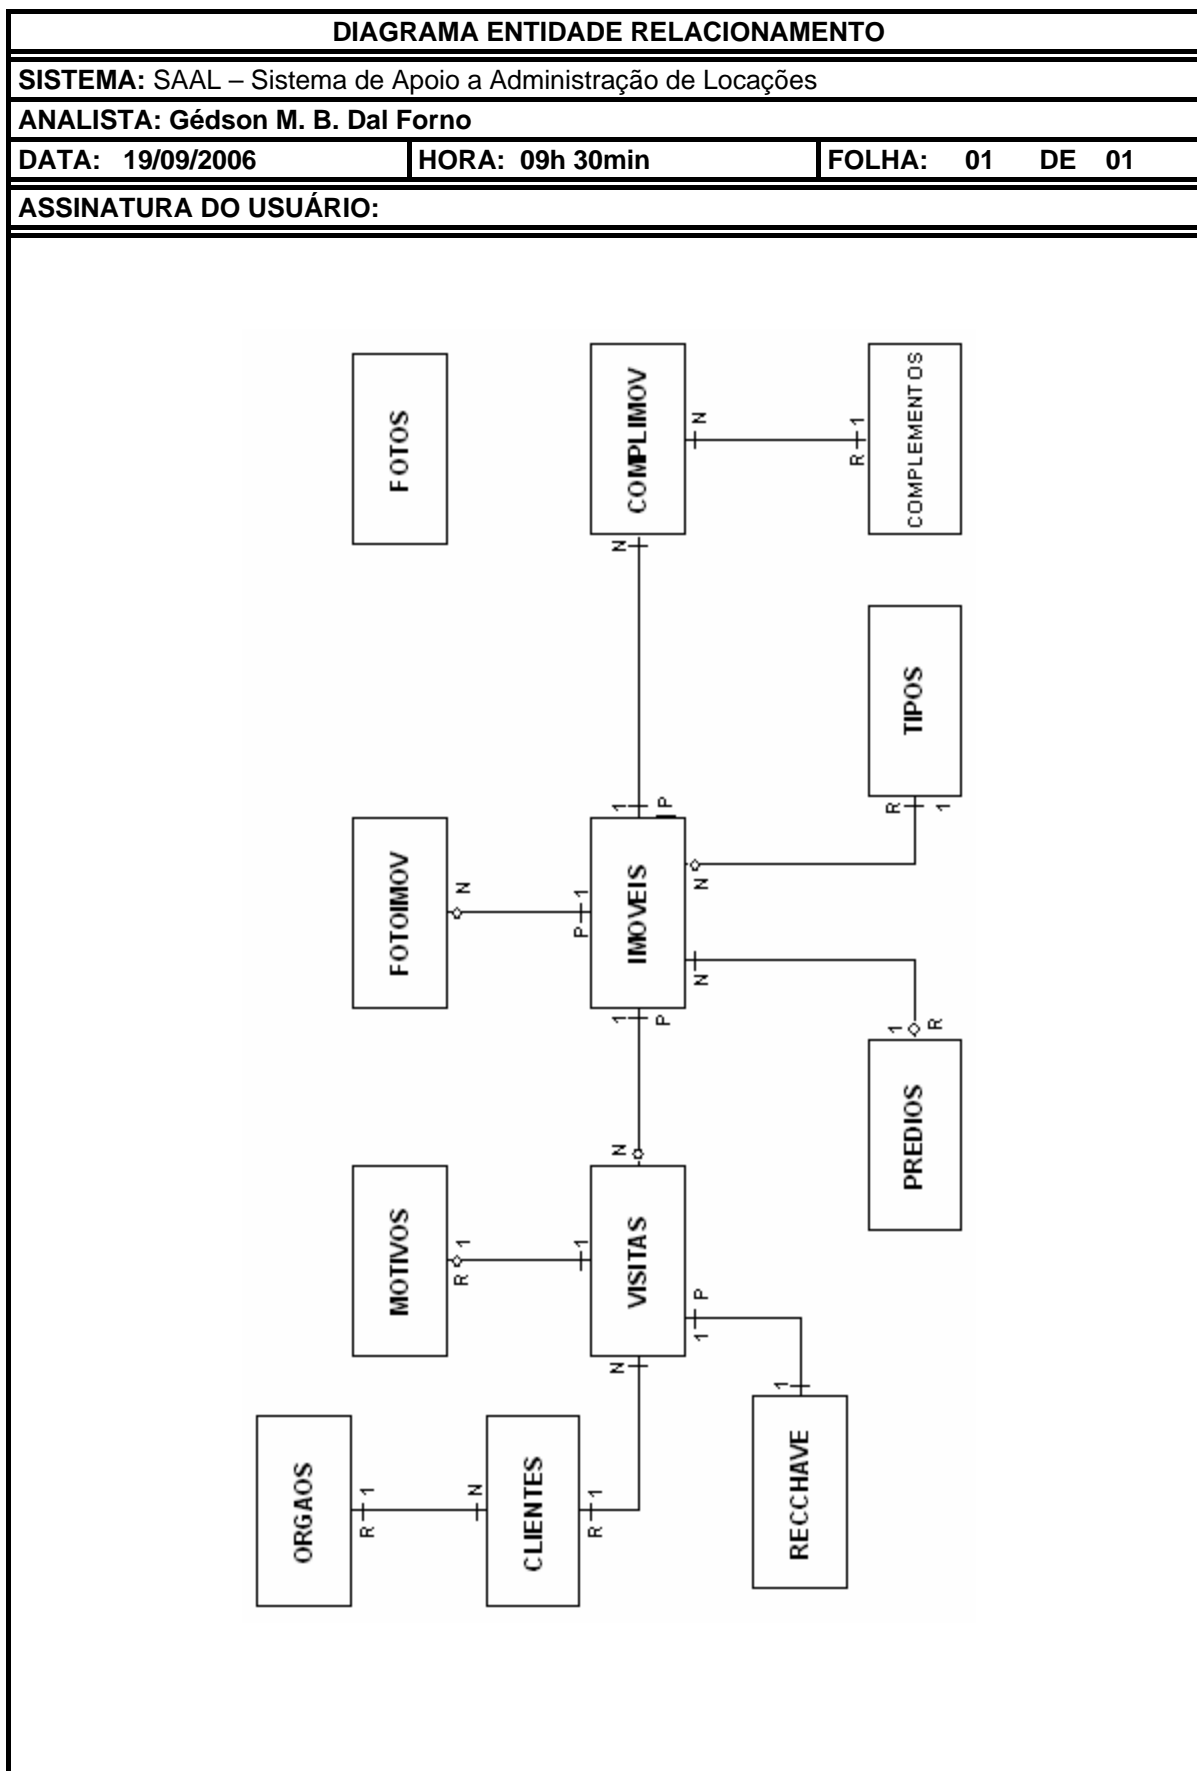 DIAGRAMA ENTIDADE RELACIONAMENTO
SISTEMA: SAAL – Sistema de Apoio a Administração de Locações
ANALISTA: Gédson M. B. Dal Forno
DATA: 19/09/2006 HORA: 09h 30min FOLHA: 01 DE 01
ASSINATURA DO USUÁRIO:
FOTOS
COMPLIMOV
N
N
R 1
COMPLEMENTOS
TIPOS
R 1
FOTOIMOV
N
P 1
IMOVEIS
1 P
N
N
1 P
1 R
PREDIOS
MOTIVOS
R 1
1
VISITAS
N
N
1 P
1
RECCHAVE
ORGAOS
R 1
N
CLIENTES
R 1